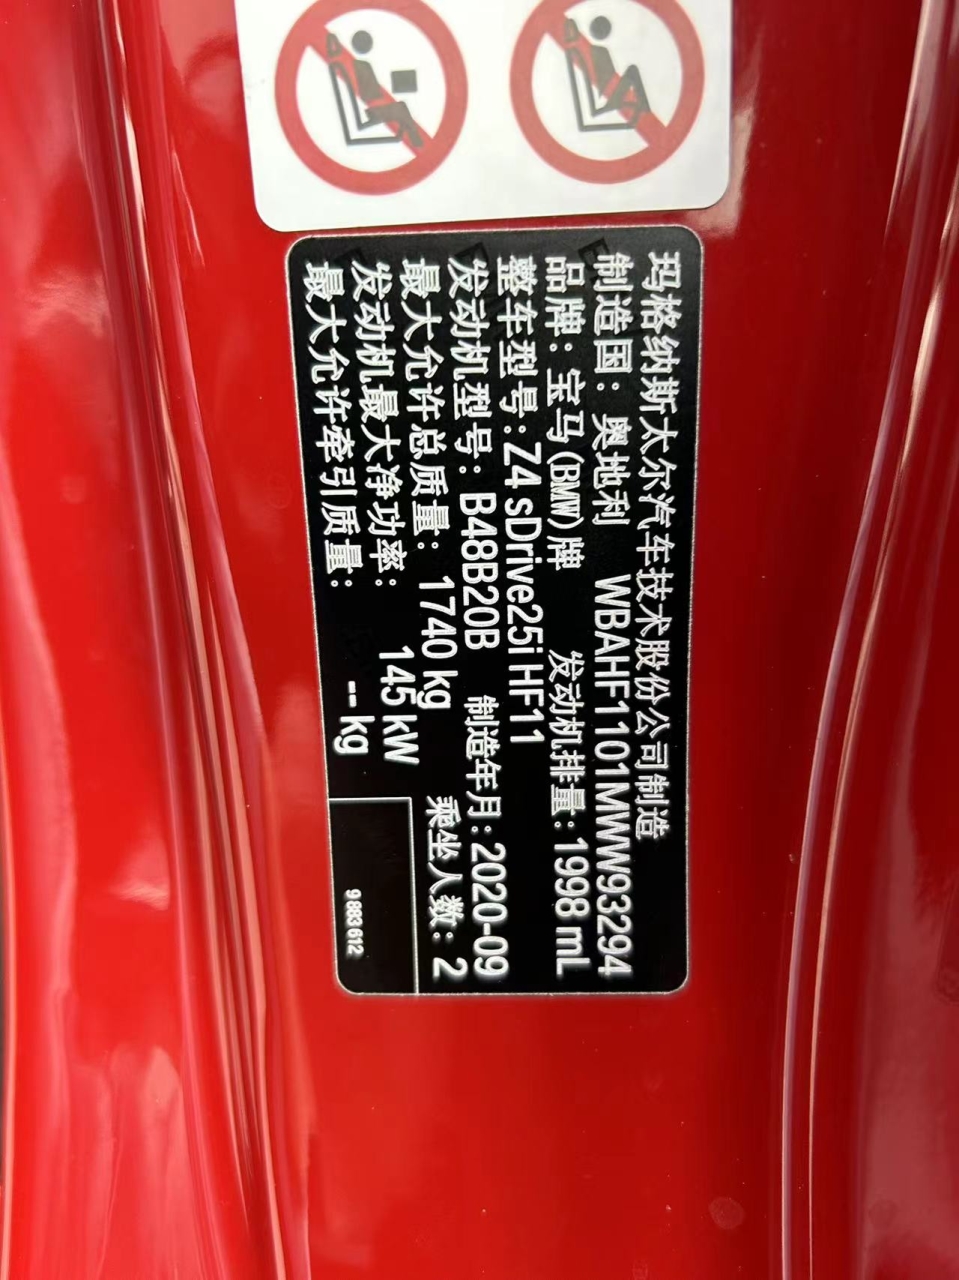 玛格纳斯太尔汽车技术股份公司制造
制造国：奥地利 WBAHF1101MWW93294
品牌：宝马(BMW)牌 发动机排量：1998 mL
整车型号：Z4 sDrive25i HF11
发动机型号：B48B20B 制造年月：2020-09
最大允许总质量：1740 kg 乘坐人数：2
发动机最大净功率：145 kW
最大允许牵引质量：-- kg
9 883 612